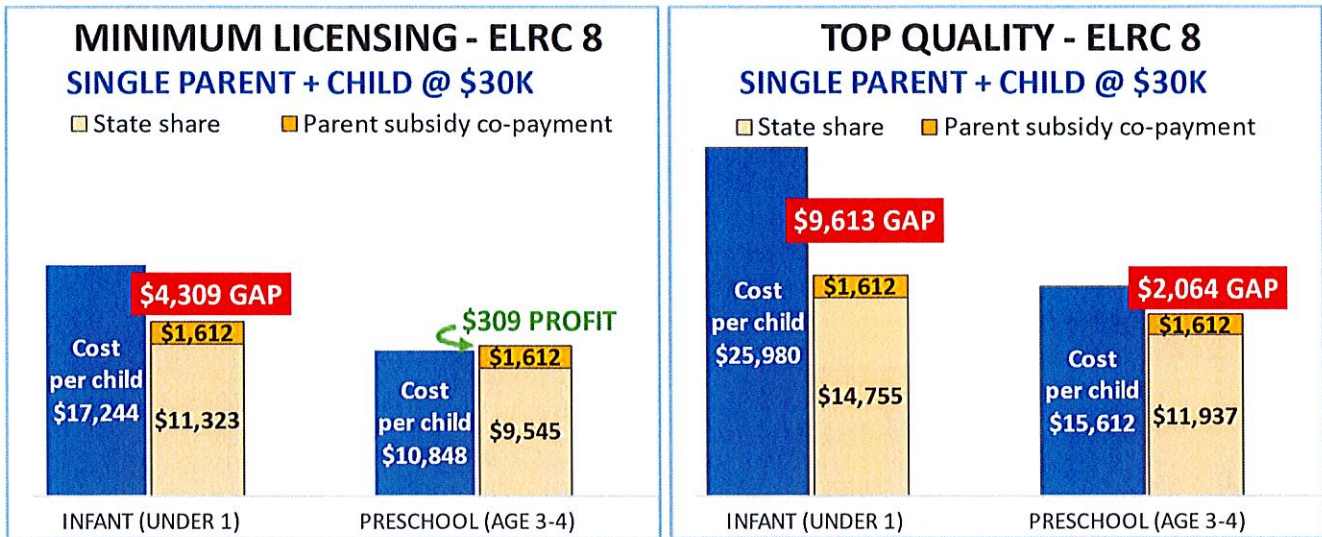 MINIMUM LICENSING - ELRC 8
SINGLE PARENT + CHILD @ $30K
State share
Parent subsidy co-payment
$4,309 GAP
$1,612
Cost
per child
$17,244
$11,323
$309 PROFIT
$1,612
Cost
per child
$10,848
$9,545
INFANT (UNDER 1)
PRESCHOOL (AGE 3-4)
TOP QUALITY - ELRC 8
SINGLE PARENT + CHILD @ $30K
State share
Parent subsidy co-payment
$9,613 GAP
$1,612
Cost
per child
$25,980
$14,755
$2,064 GAP
$1,612
Cost
per child
$15,612
$11,937
INFANT (UNDER 1)
PRESCHOOL (AGE 3-4)